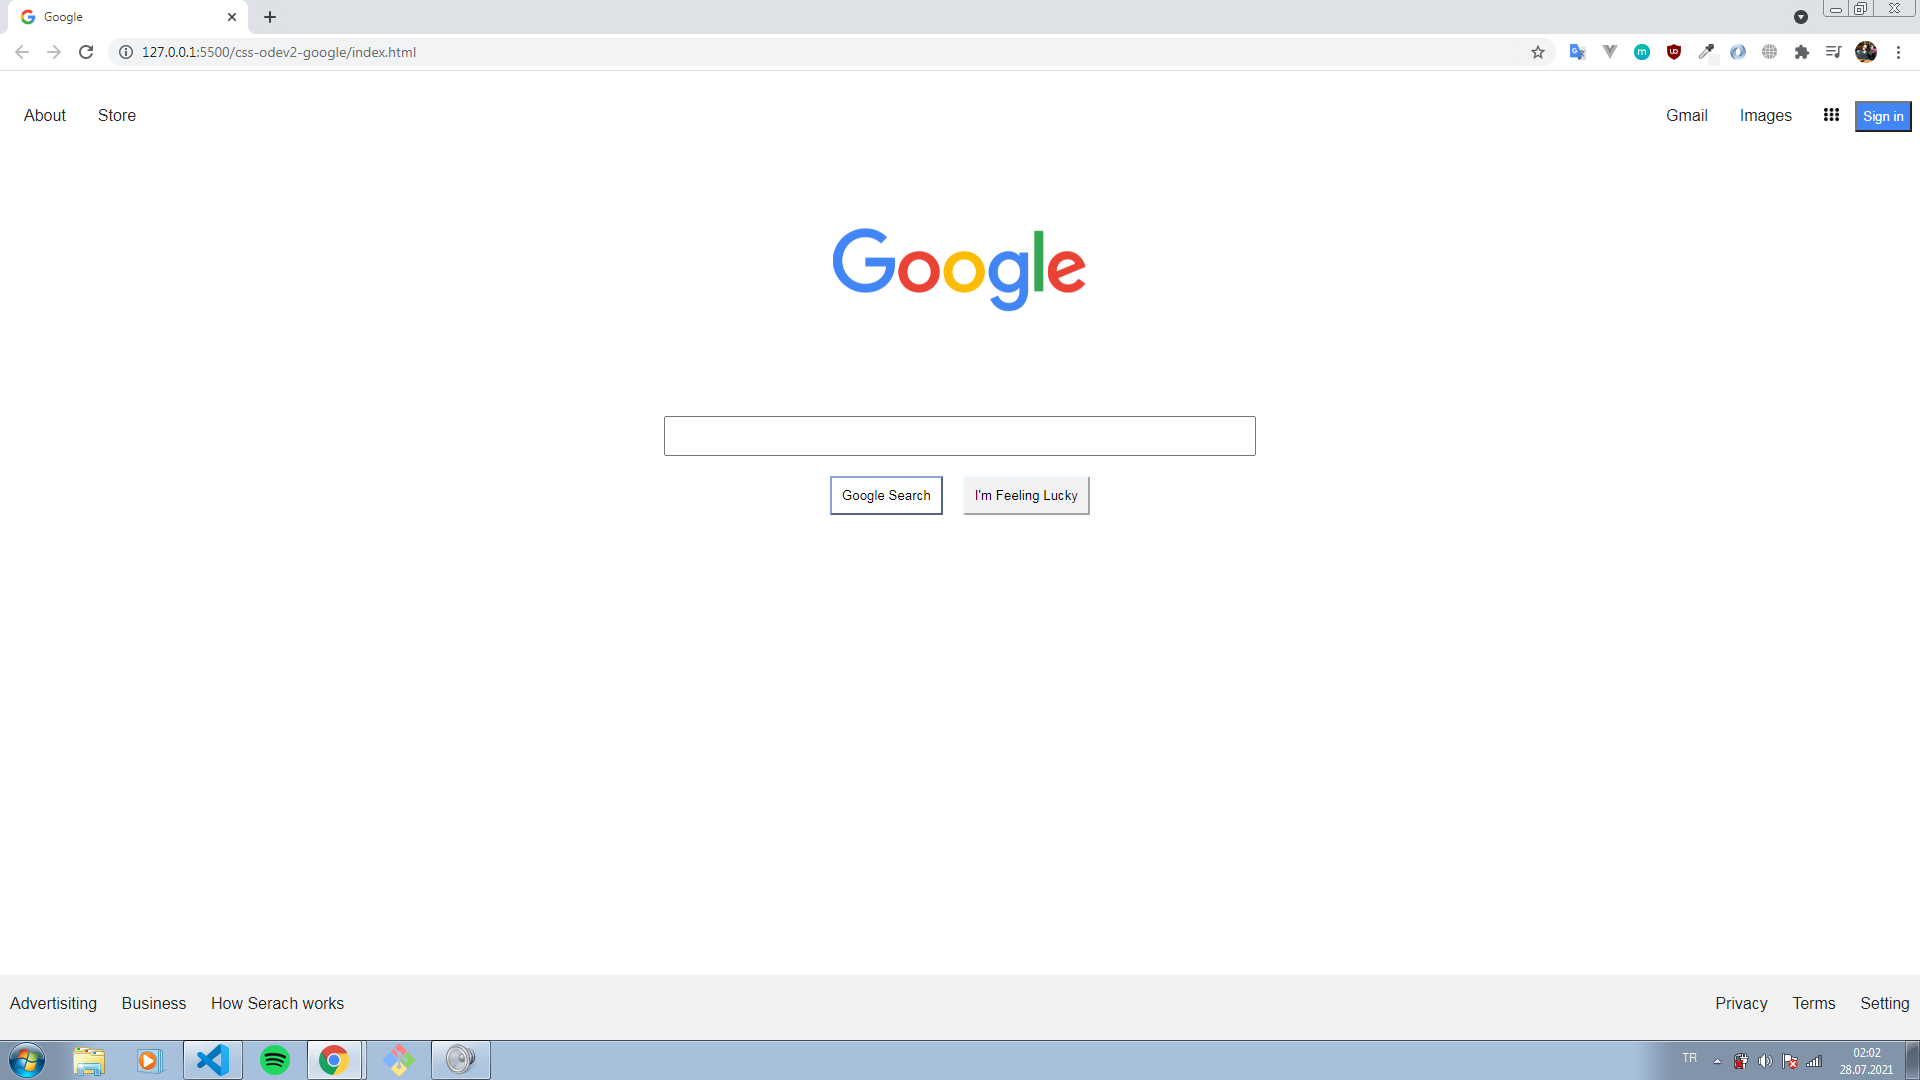 Google
127.0.0.1:5500/css-odev2-google/index.html
About Store Gmail Images Sign in
Google
Google Search I'm Feeling Lucky
Advertisiting Business How Serach works Privacy Terms Setting
TR 02:02
28.07.2021